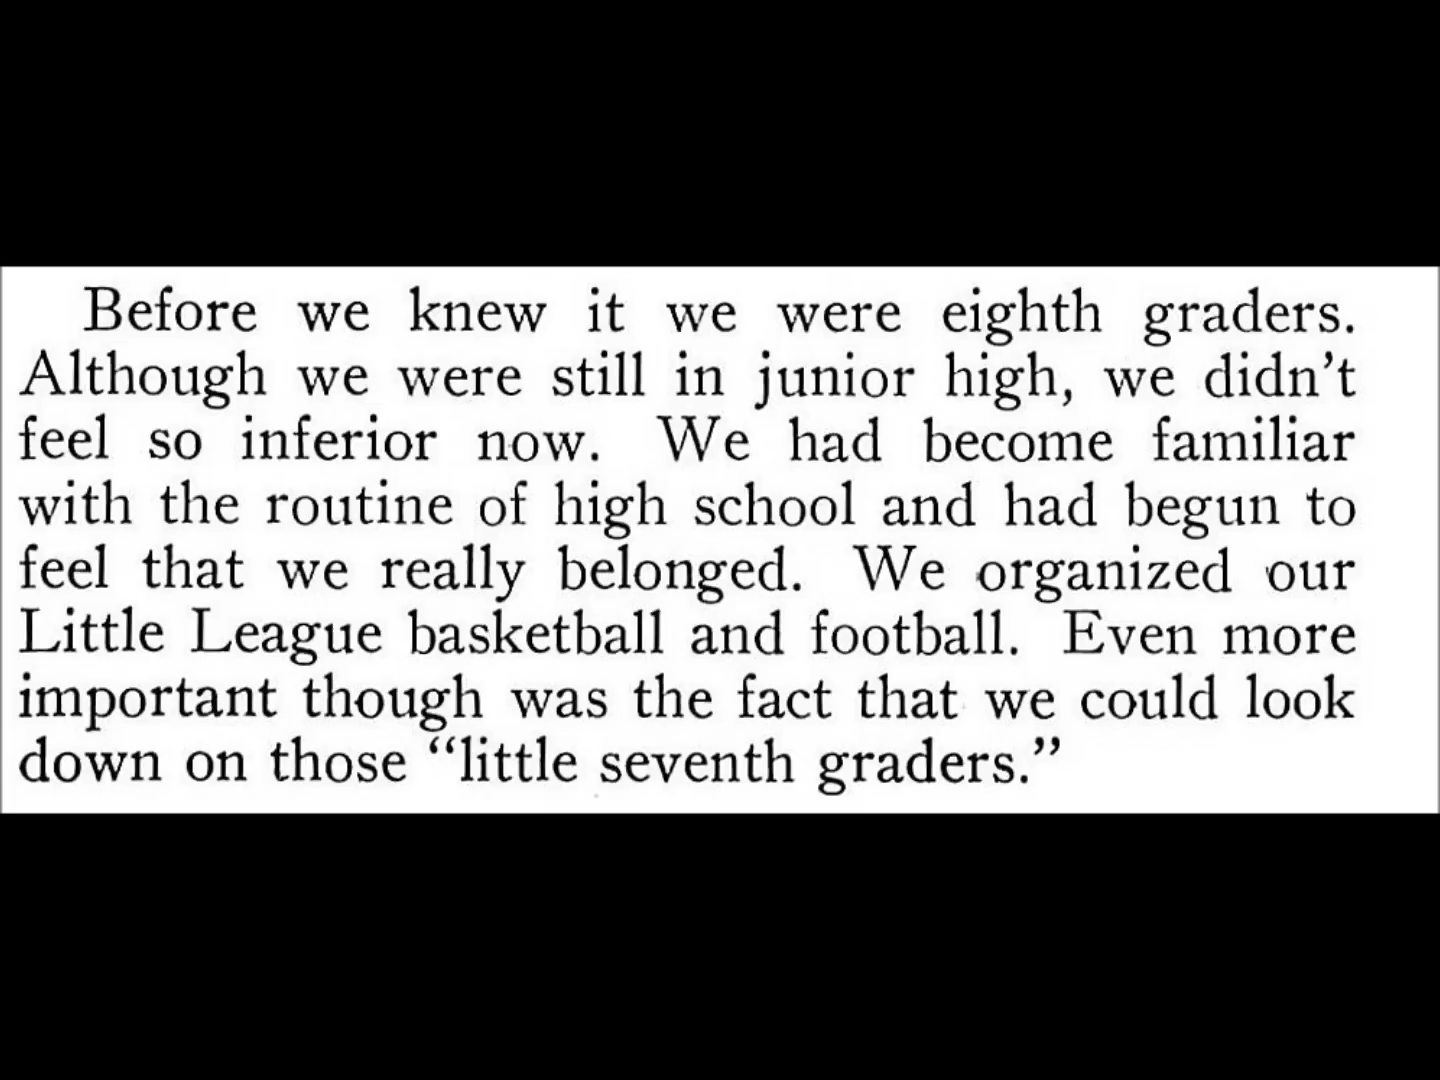 Before we knew it we were eighth graders.
Although we were still in junior high, we didn’t
feel so inferior now. We had become familiar
with the routine of high school and had begun to
feel that we really belonged. We organized our
Little League basketball and football. Even more
important though was the fact that we could look
down on those “little seventh graders.”